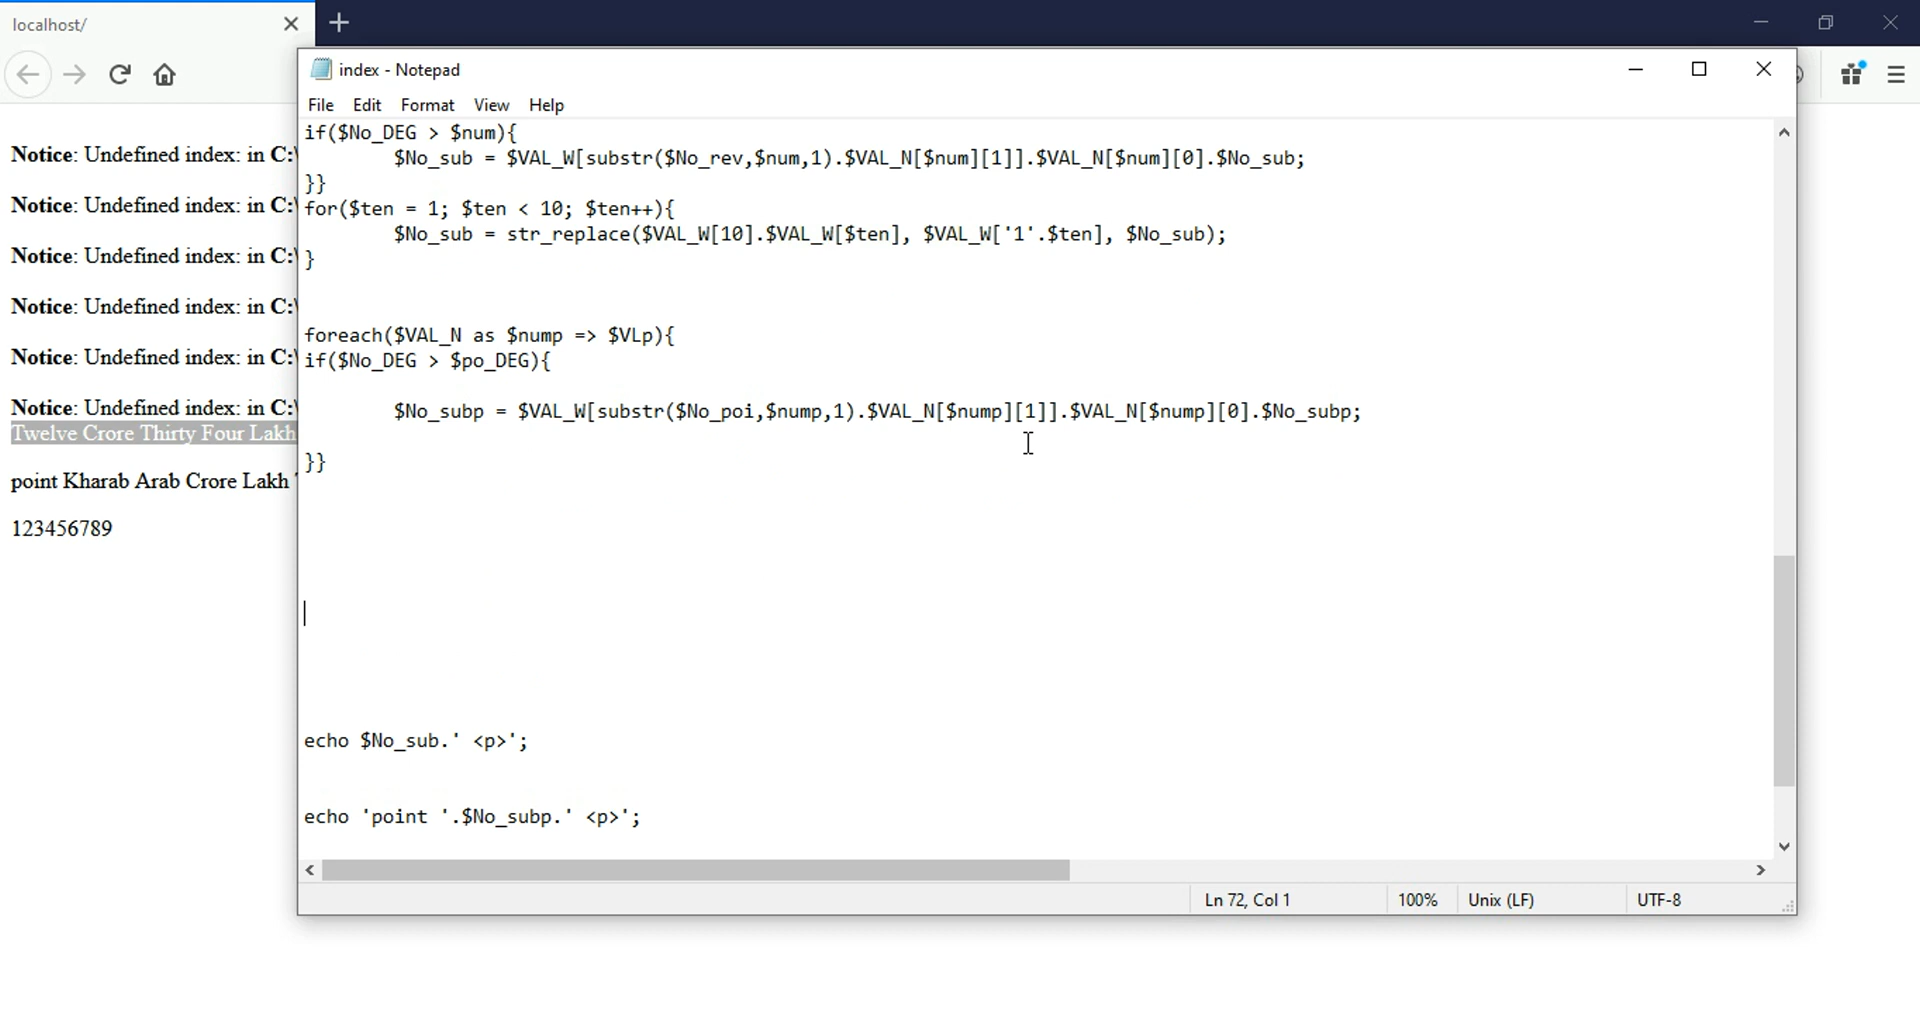 localhost/
index - Notepad
File Edit Format View Help
if($No_DEG > $num){
$No_sub = $VAL_W[substr($No_rev,$num,1).$VAL_N[$num][1]].$VAL_N[$num][0].$No_sub;
}}
for($ten = 1; $ten < 10; $ten++){
$No_sub = str_replace($VAL_W[10].$VAL_W[$ten], $VAL_W['1'.$ten], $No_sub);
}
foreach($VAL_N as $nump => $VLp){
if($No_DEG > $po_DEG){
$No_subp = $VAL_W[substr($No_poi,$nump,1).$VAL_N[$nump][1]].$VAL_N[$nump][0].$No_subp;
}}
echo $No_sub.' <p>';
echo 'point '.$No_subp.' <p>';
Ln 72, Col 1 100% Unix (LF) UTF-8
Notice: Undefined index: in C:\
Notice: Undefined index: in C:\
Notice: Undefined index: in C:\
Notice: Undefined index: in C:\
Notice: Undefined index: in C:\
Notice: Undefined index: in C:\
Twelve Crore Thirty Four Lakh
point Kharab Arab Crore Lakh
123456789